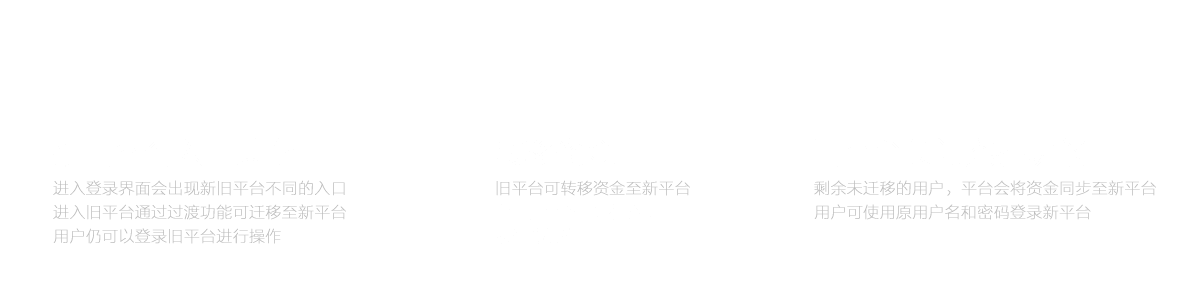 进入登录界面会出现新旧平台不同的入口
进入旧平台通过过渡功能可迁移至新平台
用户仍可以登录旧平台进行操作
旧平台可转移资金至新平台
剩余未迁移的用户，平台会将资金同步至新平台
用户可使用原用户名和密码登录新平台